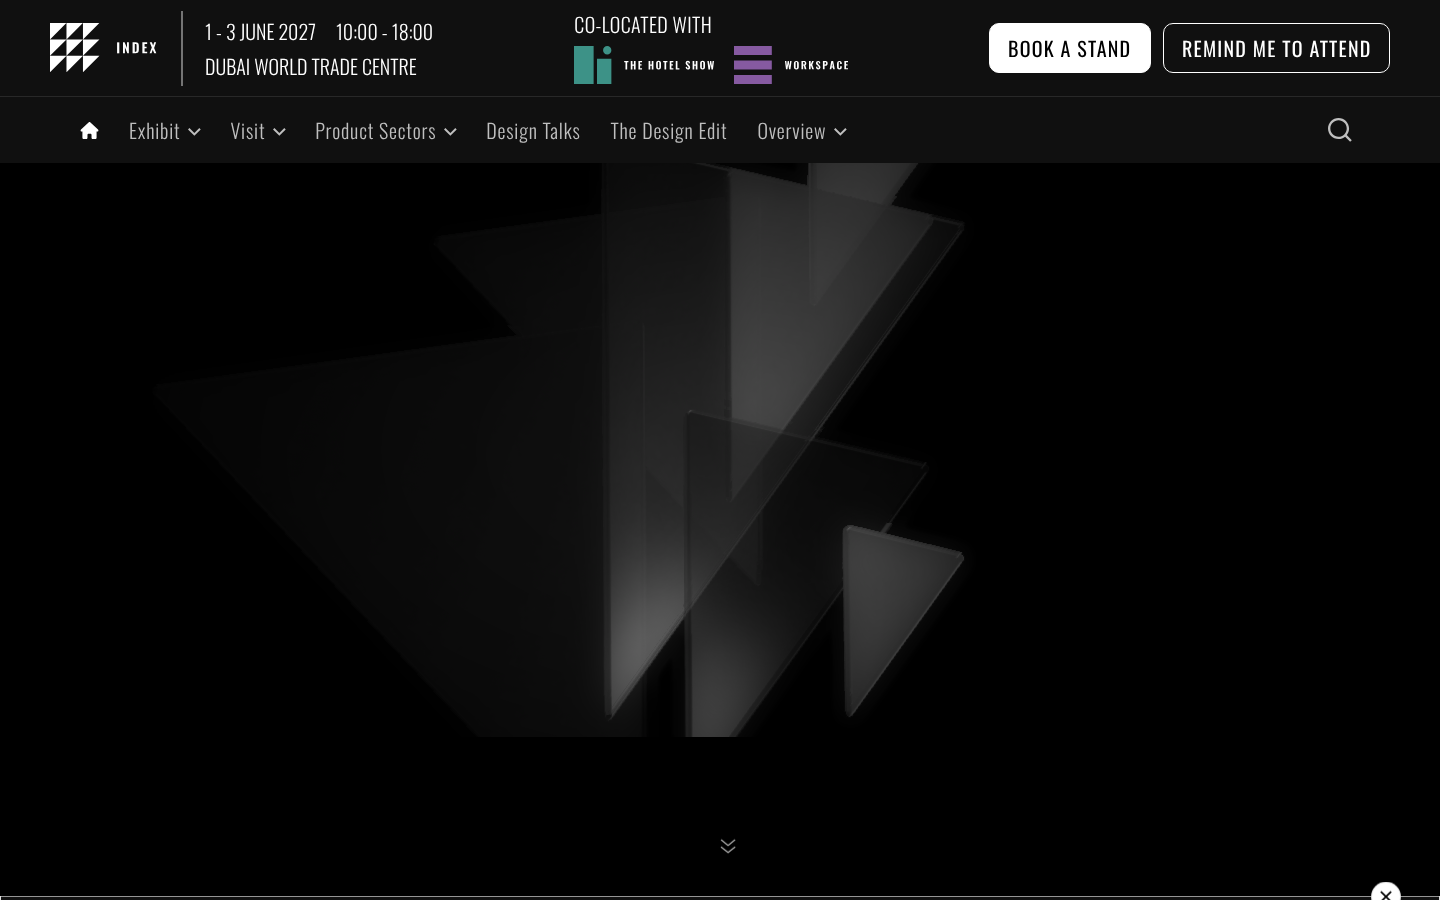 INDEX
1 - 3 JUNE 2027 10:00 - 18:00
DUBAI WORLD TRADE CENTRE
CO-LOCATED WITH
THE HOTEL SHOW
WORKSPACE
BOOK A STAND
REMIND ME TO ATTEND
Exhibit
Visit
Product Sectors
Design Talks
The Design Edit
Overview